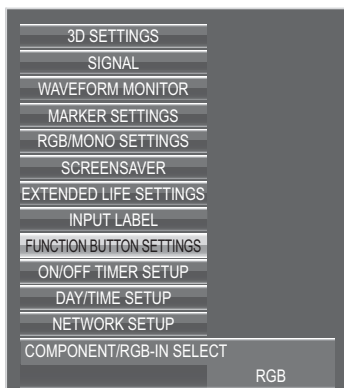 3D SETTINGS
SIGNAL
WAVEFORM MONITOR
MARKER SETTINGS
RGB/MONO SETTINGS
SCREENSAVER
EXTENDED LIFE SETTINGS
INPUT LABEL
FUNCTION BUTTON SETTINGS
ON/OFF TIMER SETUP
DAY/TIME SETUP
NETWORK SETUP
COMPONENT/RGB-IN SELECT
RGB